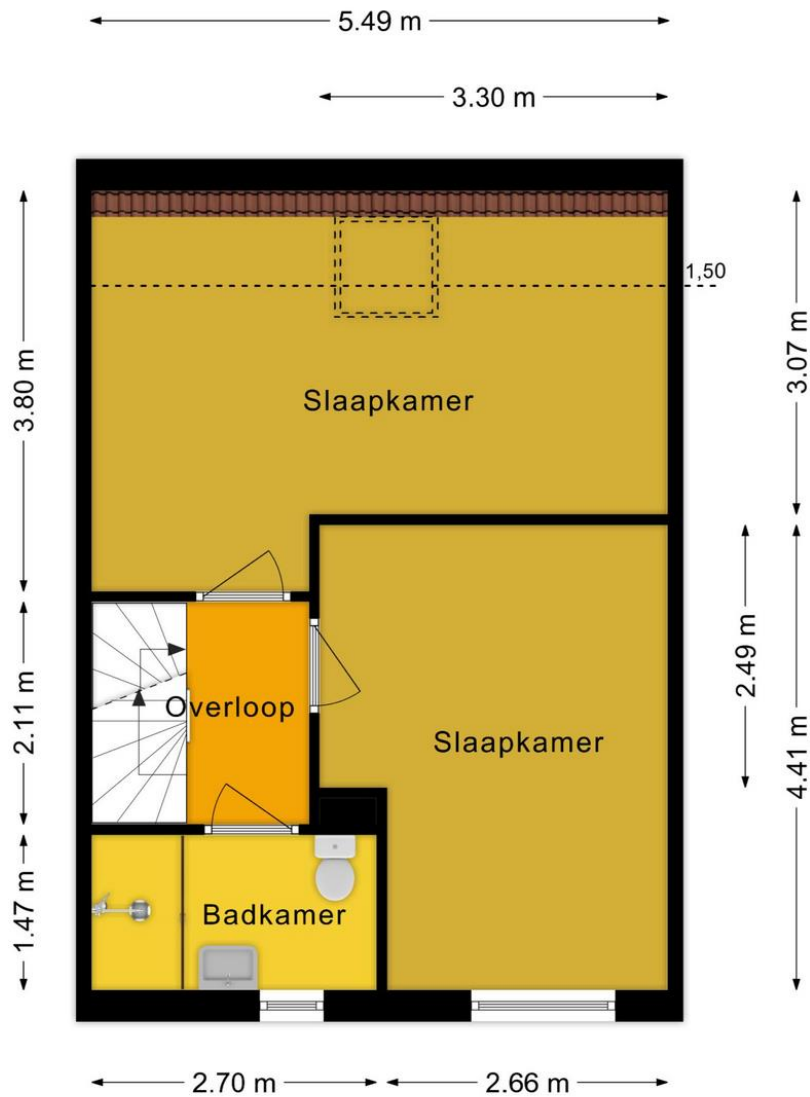 5.49 m
3.30 m
1,50
3.80 m
3.07 m
Slaapkamer
2.11 m
2.49 m
Overloop
Slaapkamer
4.41 m
1.47 m
Badkamer
2.70 m
2.66 m